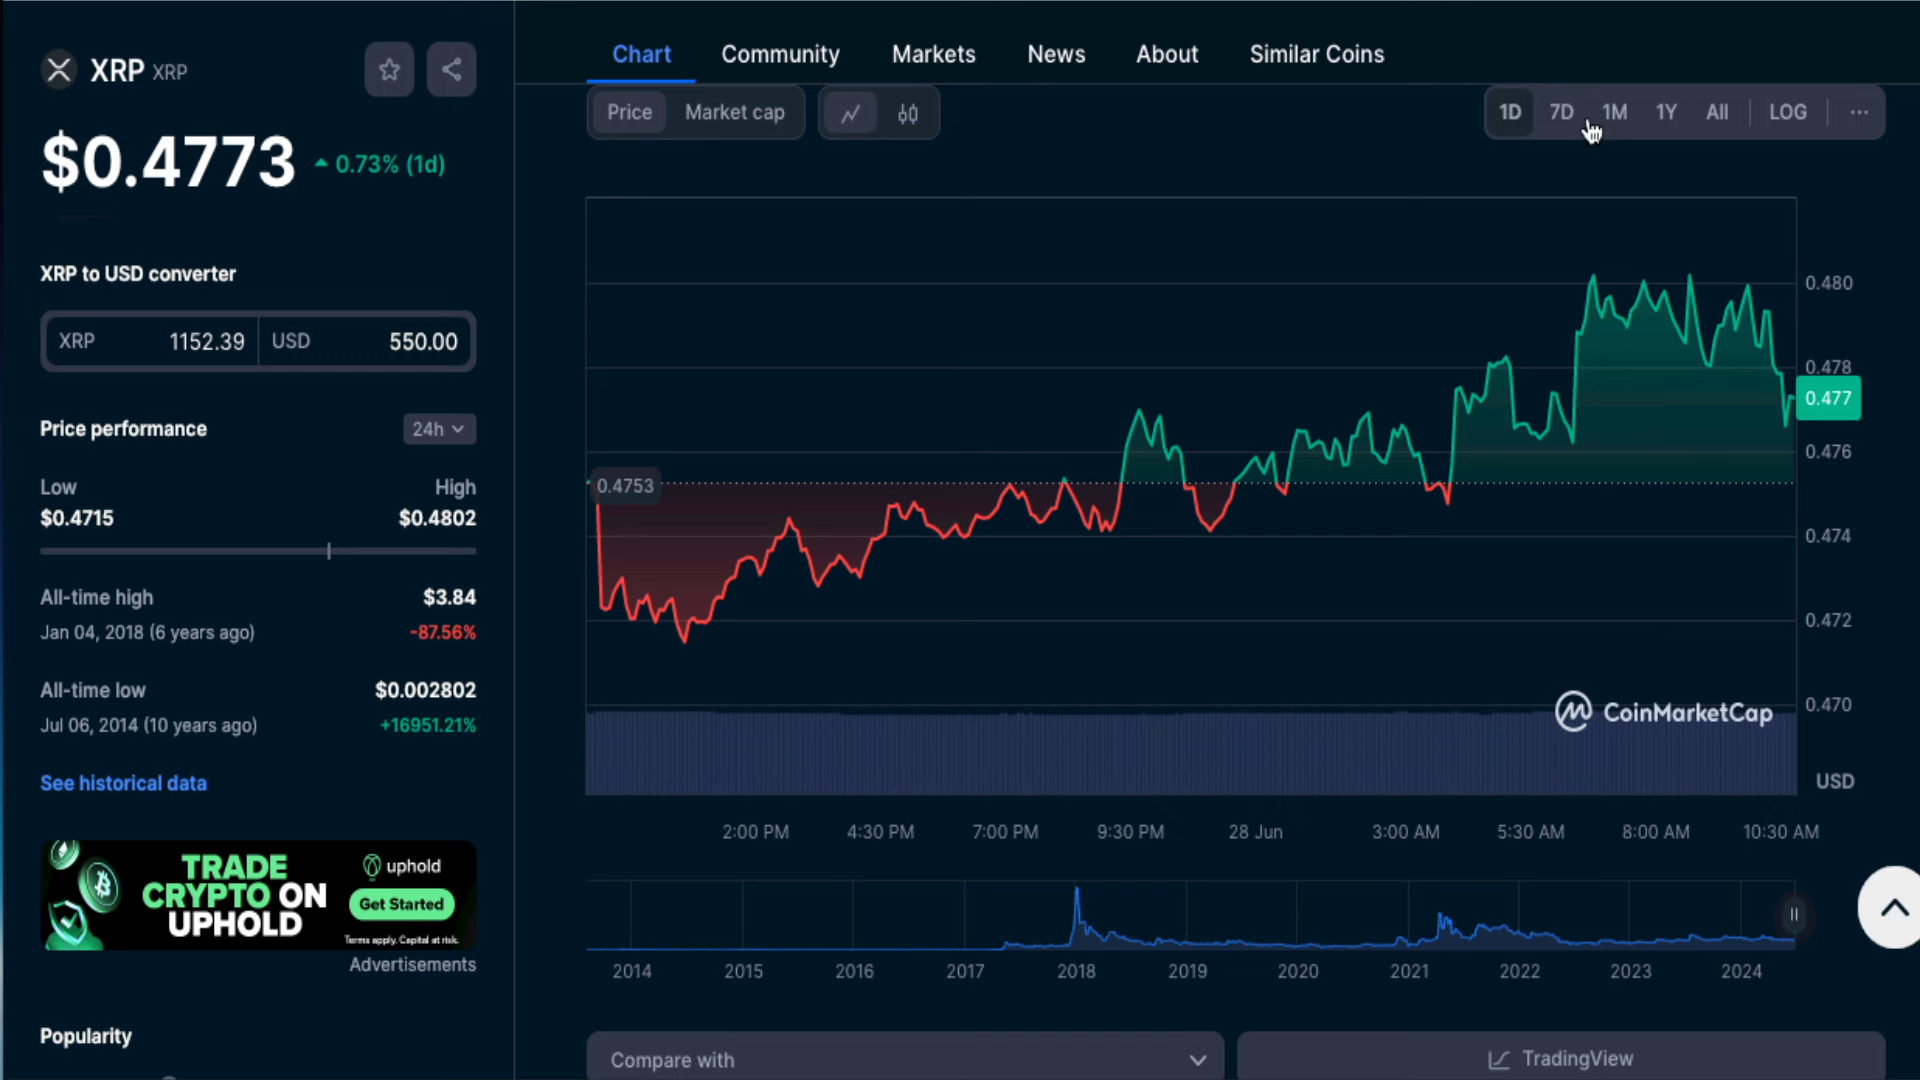 XRP XRP
$0.4773 0.73% (1d)
XRP to USD converter
XRP 1152.39 USD 550.00
Price performance 24h
Low High
$0.4715 $0.4802
All-time high $3.84
Jan 04, 2018 (6 years ago) -87.56%
All-time low $0.002802
Jul 06, 2014 (10 years ago) +16951.21%
See historical data
TRADE
CRYPTO ON
UPHOLD
uphold
Get Started
Terms apply. Capital at risk.
Advertisements
Popularity
Chart Community Markets News About Similar Coins
Price Market cap
1D 7D 1M 1Y All LOG ...
0.480
0.478
0.477
0.476
0.4753
0.474
0.472
0.470
CoinMarketCap
USD
2:00 PM 4:30 PM 7:00 PM 9:30 PM 28 Jun 3:00 AM 5:30 AM 8:00 AM 10:30 AM
2014 2015 2016 2017 2018 2019 2020 2021 2022 2023 2024
Compare with
TradingView